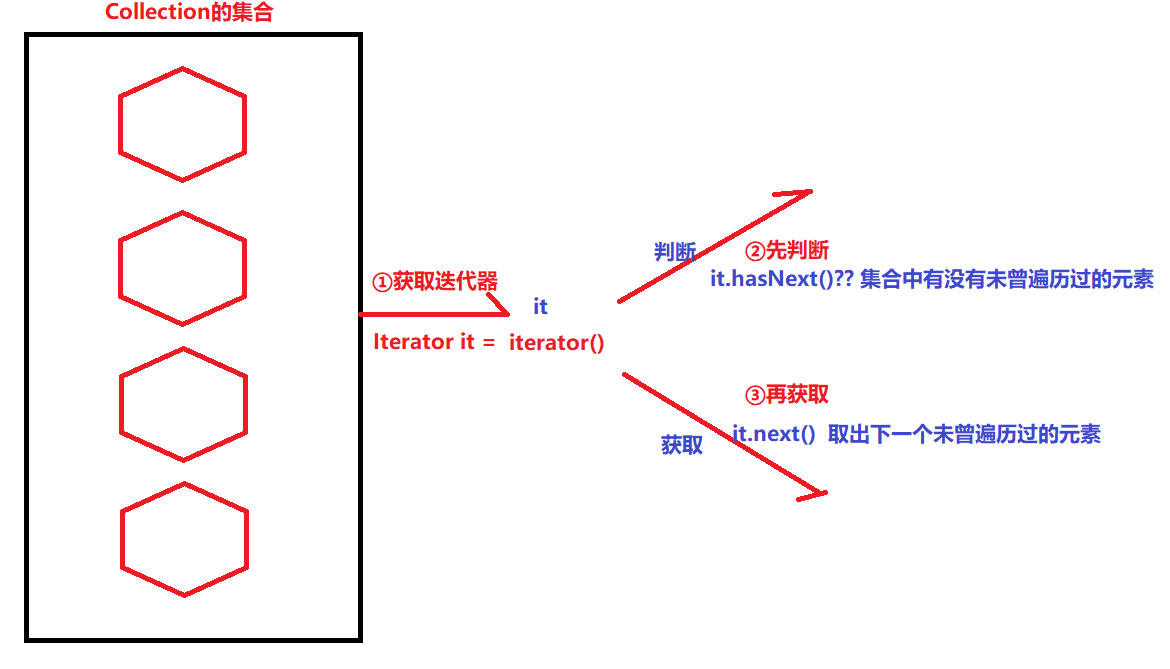 Collection的集合
①获取迭代器
it
Iterator it = iterator()
判断
②先判断
it.hasNext()?? 集合中有没有未曾遍历过的元素
③再获取
获取
it.next() 取出下一个未曾遍历过的元素